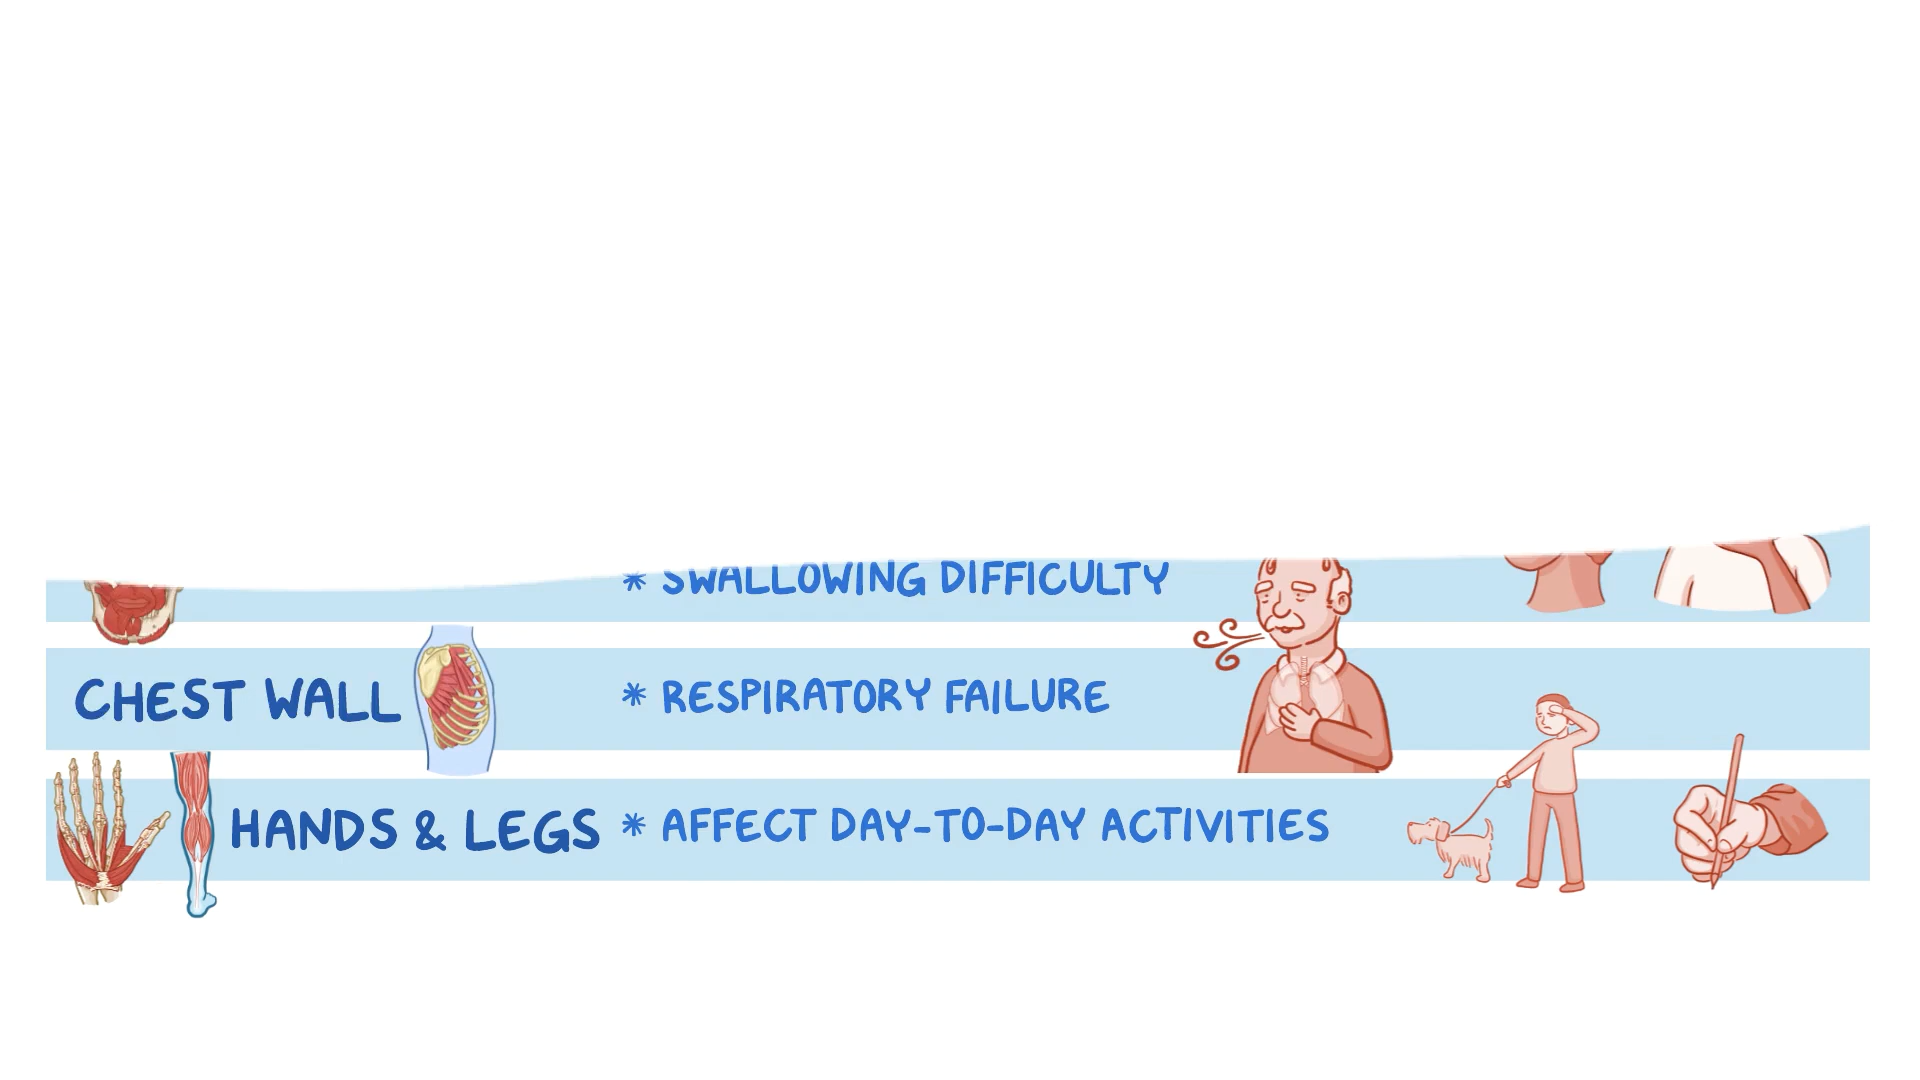 * SWALLOWING DIFFICULTY
CHEST WALL * RESPIRATORY FAILURE
HANDS & LEGS * AFFECT DAY-TO-DAY ACTIVITIES